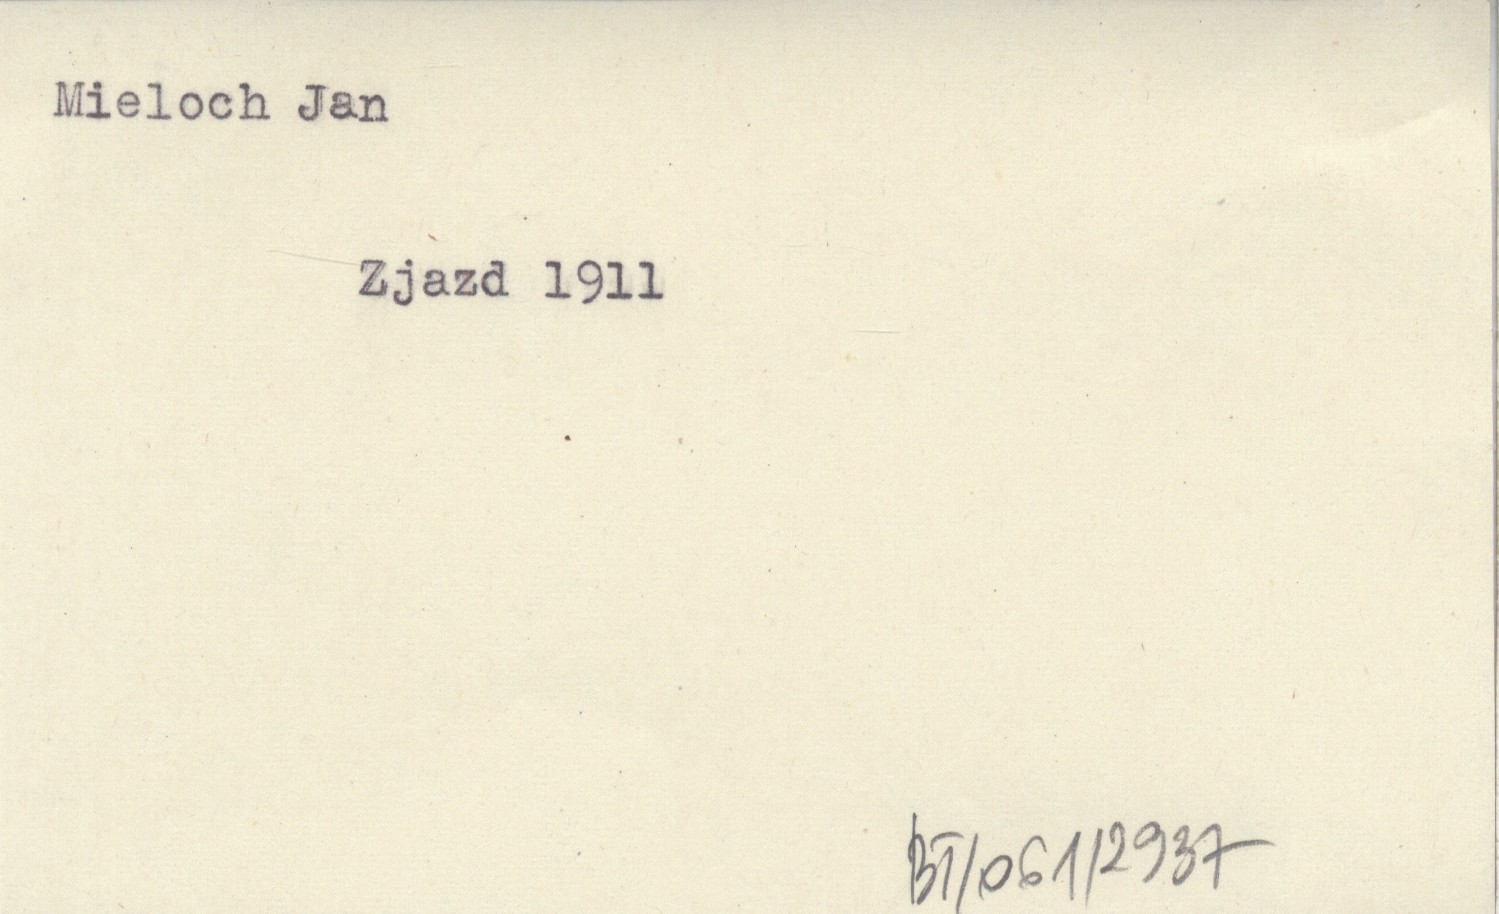 Mieloch Jan
Zjazd 1911
BT/061/2937